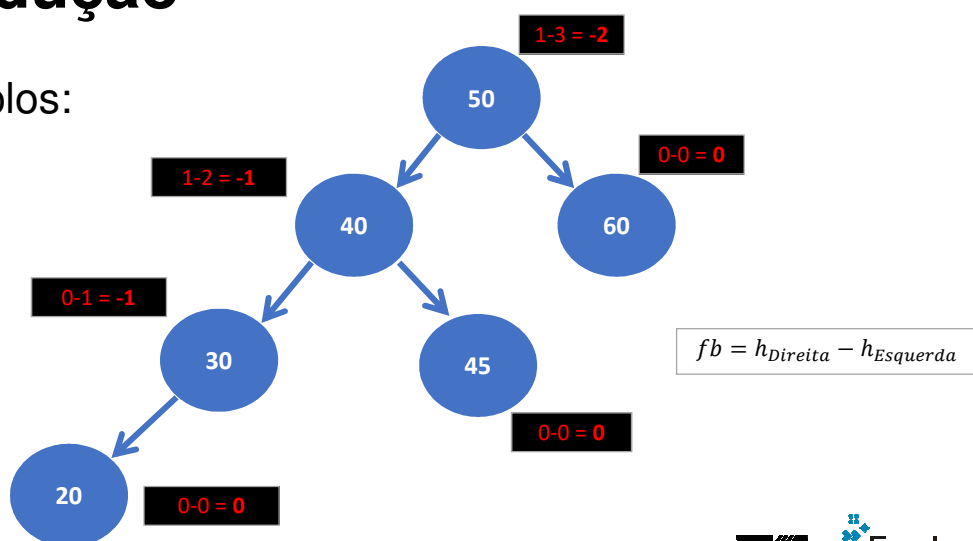 1-3 = -2
50
0-0 = 0
1-2 = -1
40
60
0-1 = -1
30
45
fb = h_Direita − h_Esquerda
0-0 = 0
20
0-0 = 0